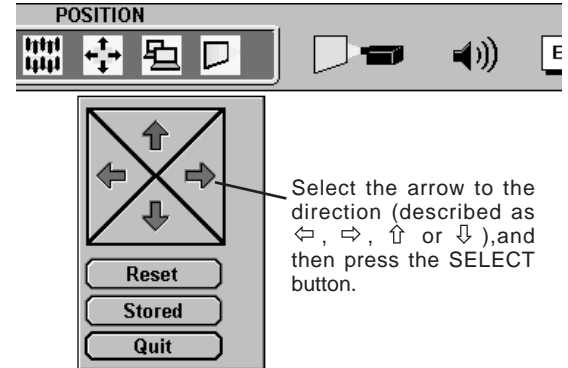 POSITION
E
Select the arrow to the
direction (described as
⇦ , ⇨ , ⇧ or ⇩ ),and
then press the SELECT
button.
Reset
Stored
Quit